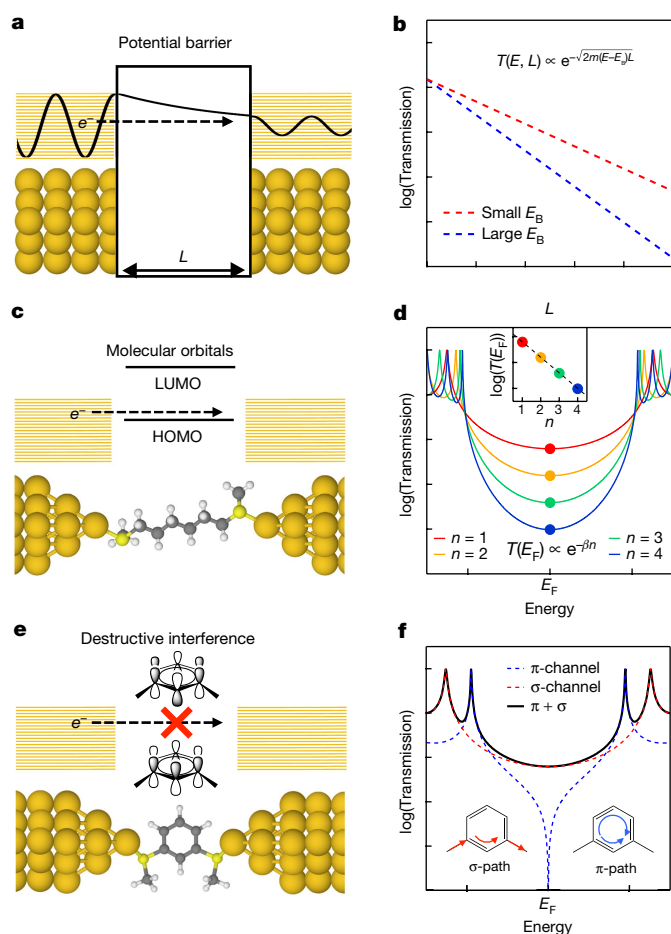 a
Potential barrier
e⁻
L
b
T(E, L) ∝ e^{-√2m(E–E_B)L}
log(Transmission)
Small E_B
Large E_B
L
c
Molecular orbitals
LUMO
e⁻
HOMO
d
log(Transmission)
log(T(E_F))
1 2 3 4
n
n = 1 n = 3
n = 2 T(E_F) ∝ e^{-βn} n = 4
E_F
Energy
e
Destructive interference
e⁻
f
log(Transmission)
π-channel
σ-channel
π + σ
σ-path π-path
E_F
Energy